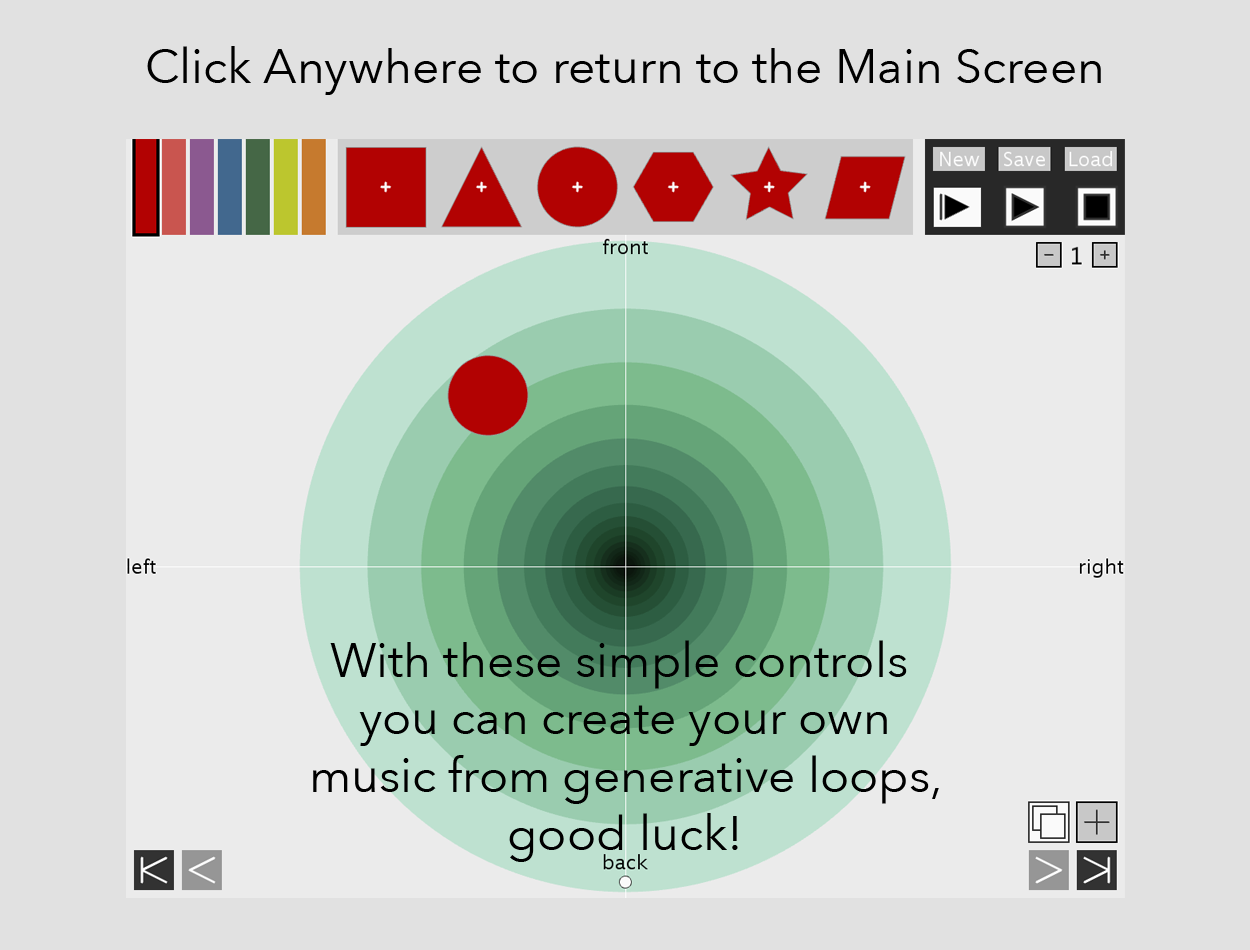 Click Anywhere to return to the Main Screen
New Save Load
front
− 1 +
left
right
With these simple controls
you can create your own
music from generative loops,
good luck!
back